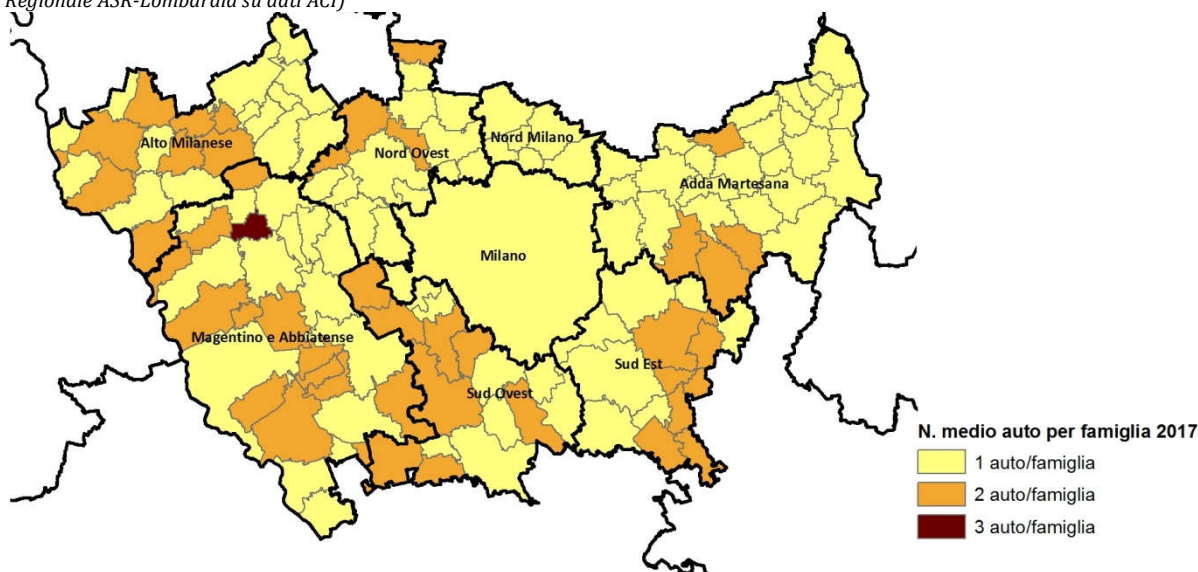 Regionale ASR-Lombardia su dati ACI)
Alto Milanese
Nord Ovest
Nord Milano
Adda Martesana
Milano
Magentino e Abbiatense
Sud Ovest
Sud Est
N. medio auto per famiglia 2017
1 auto/famiglia
2 auto/famiglia
3 auto/famiglia